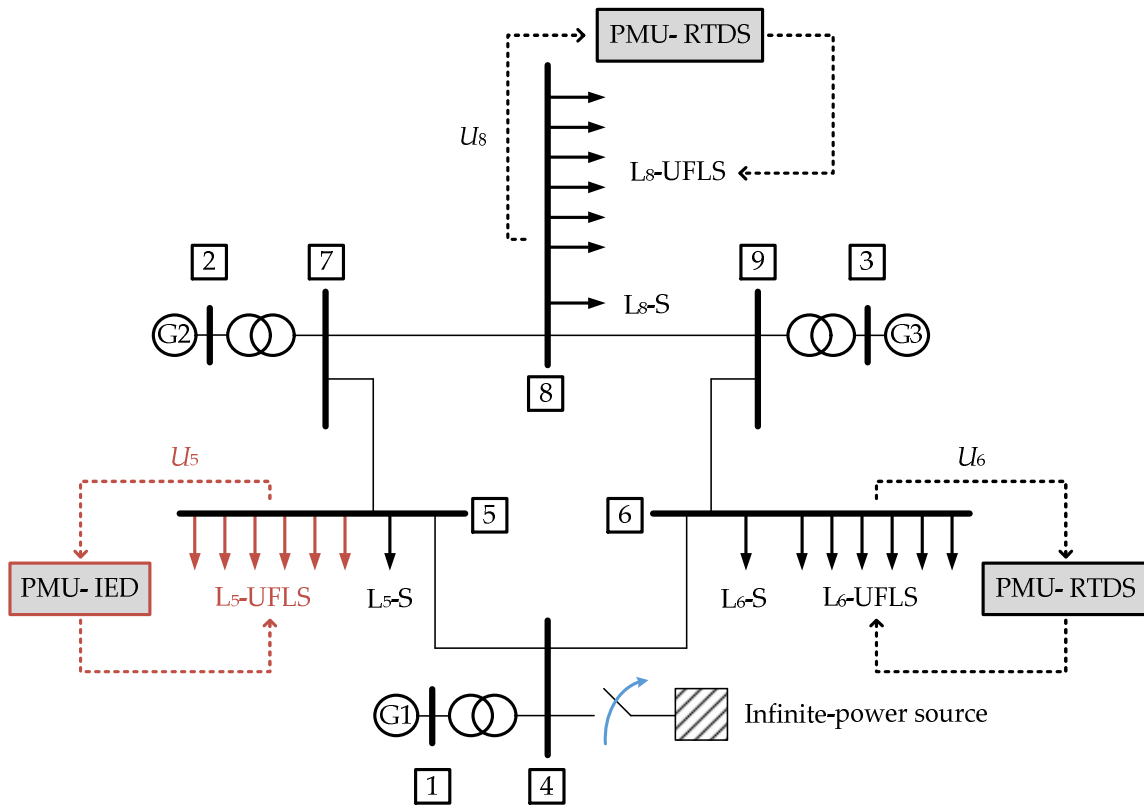 PMU- RTDS
U8
L8-UFLS
2
7
9
3
L8-S
G2
G3
8
U5
U6
5
6
PMU- IED
L5-UFLS
L5-S
L6-S
L6-UFLS
PMU- RTDS
G1
Infinite-power source
1
4